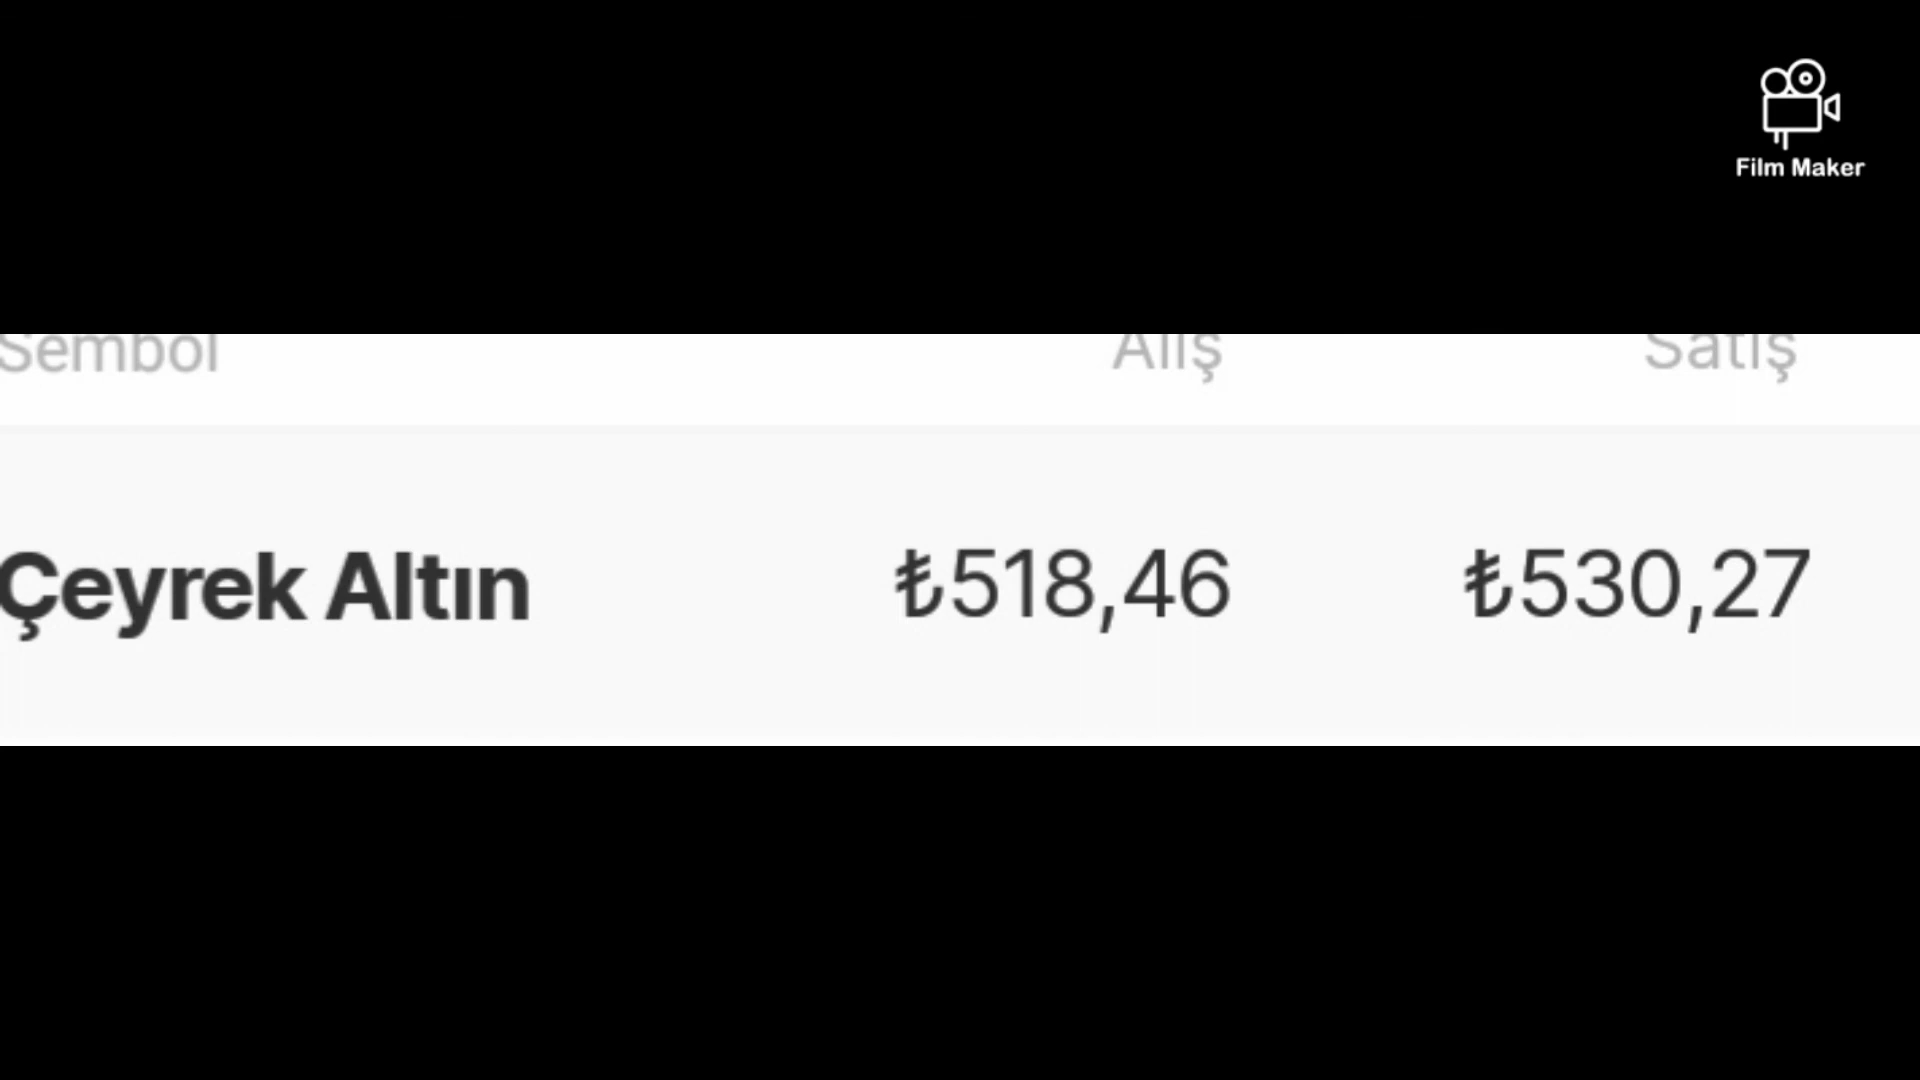 Film Maker
Sembol Alış Satış
Çeyrek Altın ₺518,46 ₺530,27